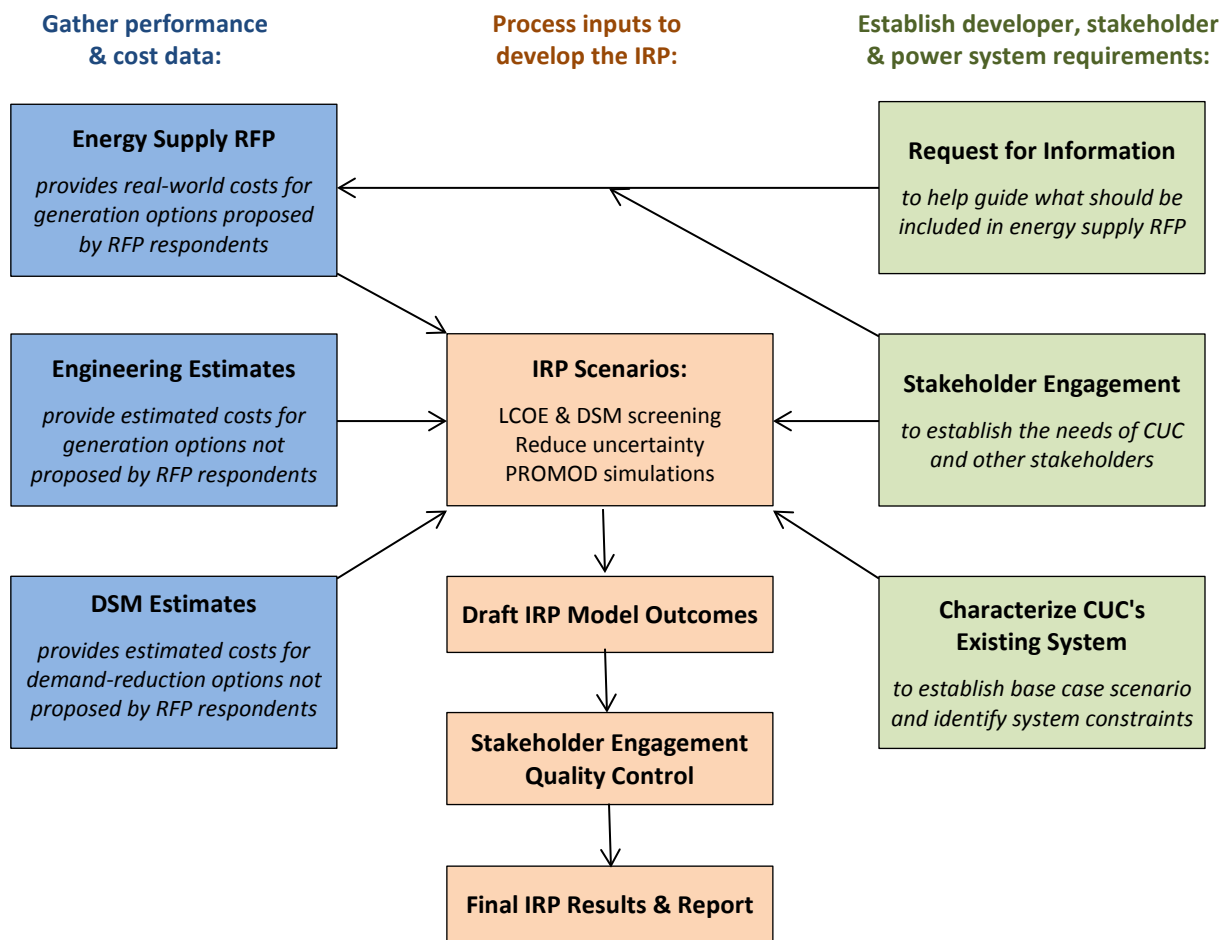 Gather performance
& cost data:
Process inputs to
develop the IRP:
Establish developer, stakeholder
& power system requirements:
Energy Supply RFP
provides real-world costs for
generation options proposed
by RFP respondents
Request for Information
to help guide what should be
included in energy supply RFP
Engineering Estimates
provide estimated costs for
generation options not
proposed by RFP respondents
IRP Scenarios:
LCOE & DSM screening
Reduce uncertainty
PROMOD simulations
Stakeholder Engagement
to establish the needs of CUC
and other stakeholders
DSM Estimates
provides estimated costs for
demand-reduction options not
proposed by RFP respondents
Draft IRP Model Outcomes
Characterize CUC's
Existing System
to establish base case scenario
and identify system constraints
Stakeholder Engagement
Quality Control
Final IRP Results & Report